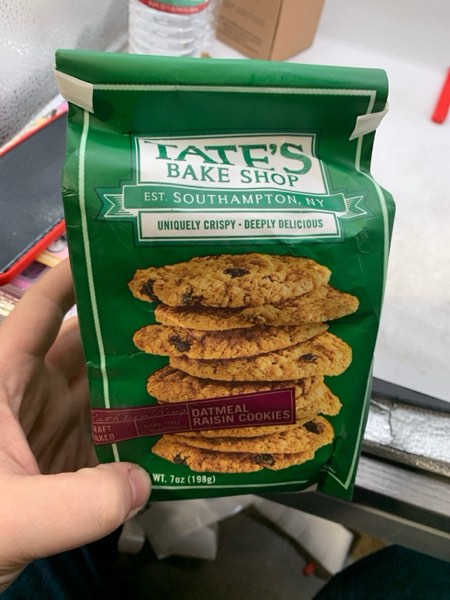 TATE'S
BAKE SHOP
EST. SOUTHAMPTON, NY
UNIQUELY CRISPY • DEEPLY DELICIOUS
OATMEAL
RAISIN COOKIES
WT. 7oz (198g)